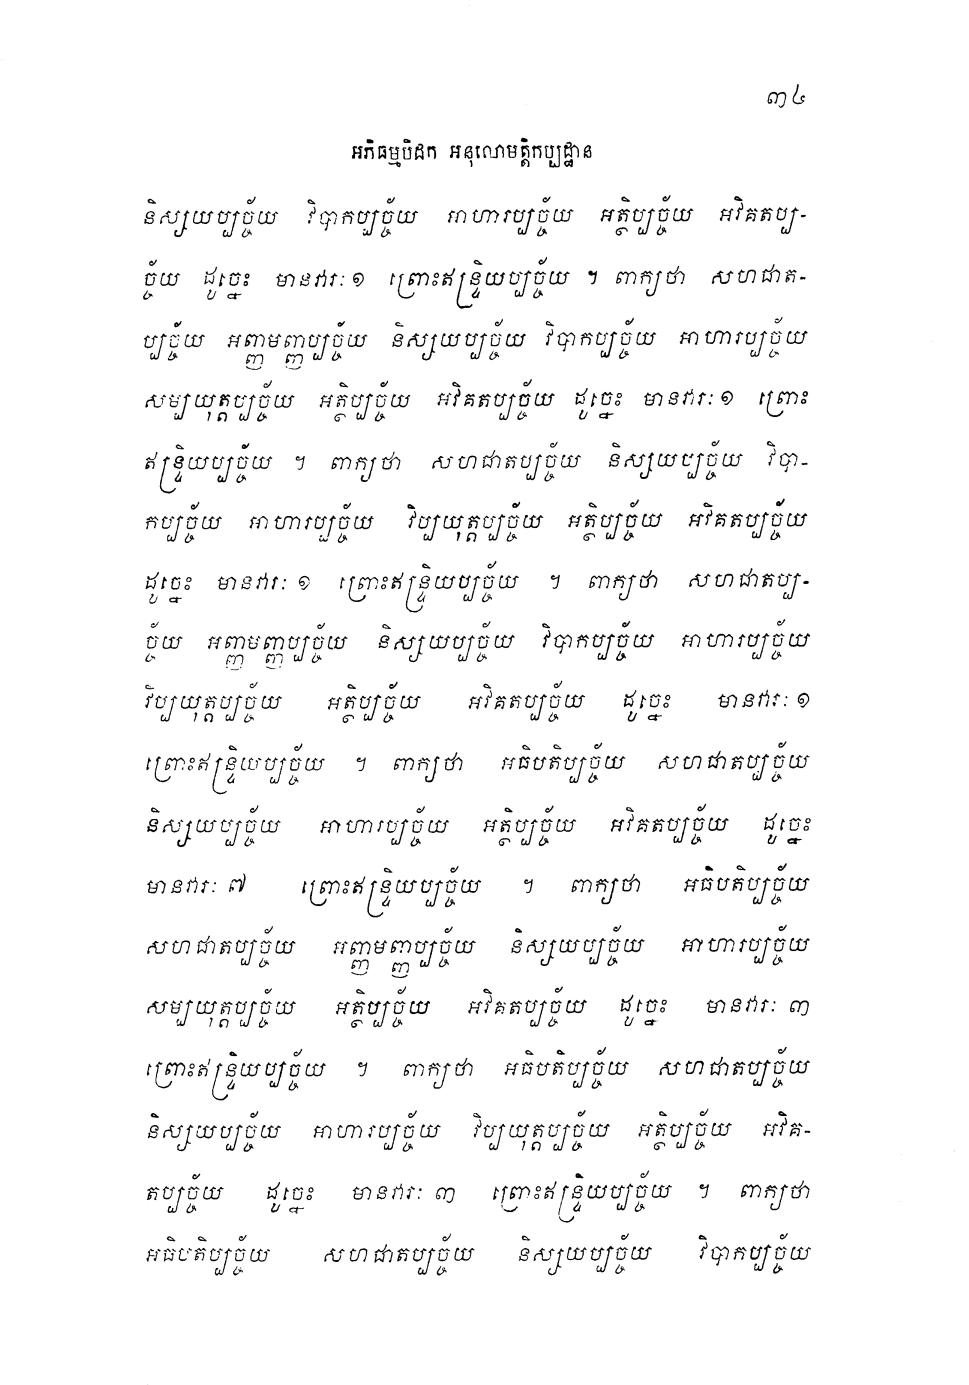 ៣៤
អភិធម្មបិដក អនុលោមត្តិកប្បដ្ឋាន
និស្សយប្បច្ច័យ វិបាកប្បច្ច័យ អាហារប្បច្ច័យ អត្ថិប្បច្ច័យ អវិគតប្ប-
ច្ច័យ ដូច្នេះ មានវារៈ ១ ព្រោះឥន្ទ្រិយប្បច្ច័យ ។ ពាក្យថា សហជាត-
ប្បច្ច័យ អញ្ញមញ្ញប្បច្ច័យ និស្សយប្បច្ច័យ វិបាកប្បច្ច័យ អាហារប្បច្ច័យ
សម្បយុត្តប្បច្ច័យ អត្ថិប្បច្ច័យ អវិគតប្បច្ច័យ ដូច្នេះ មានវារៈ ១ ព្រោះ
ឥន្ទ្រិយប្បច្ច័យ ។ ពាក្យថា សហជាតប្បច្ច័យ និស្សយប្បច្ច័យ វិបា-
កប្បច្ច័យ អាហារប្បច្ច័យ វិប្បយុត្តប្បច្ច័យ អត្ថិប្បច្ច័យ អវិគតប្បច្ច័យ
ដូច្នេះ មានវារៈ ១ ព្រោះឥន្ទ្រិយប្បច្ច័យ ។ ពាក្យថា សហជាតប្ប-
ច្ច័យ អញ្ញមញ្ញប្បច្ច័យ និស្សយប្បច្ច័យ វិបាកប្បច្ច័យ អាហារប្បច្ច័យ
វិប្បយុត្តប្បច្ច័យ អត្ថិប្បច្ច័យ អវិគតប្បច្ច័យ ដូច្នេះ មានវារៈ ១
ព្រោះឥន្ទ្រិយប្បច្ច័យ ។ ពាក្យថា អធិបតិប្បច្ច័យ សហជាតប្បច្ច័យ
និស្សយប្បច្ច័យ អាហារប្បច្ច័យ អត្ថិប្បច្ច័យ អវិគតប្បច្ច័យ ដូច្នេះ
មានវារៈ ៧ ព្រោះឥន្ទ្រិយប្បច្ច័យ ។ ពាក្យថា អធិបតិប្បច្ច័យ
សហជាតប្បច្ច័យ អញ្ញមញ្ញប្បច្ច័យ និស្សយប្បច្ច័យ អាហារប្បច្ច័យ
សម្បយុត្តប្បច្ច័យ អត្ថិប្បច្ច័យ អវិគតប្បច្ច័យ ដូច្នេះ មានវារៈ ៣
ព្រោះឥន្ទ្រិយប្បច្ច័យ ។ ពាក្យថា អធិបតិប្បច្ច័យ សហជាតប្បច្ច័យ
និស្សយប្បច្ច័យ អាហារប្បច្ច័យ វិប្បយុត្តប្បច្ច័យ អត្ថិប្បច្ច័យ អវិគ-
តប្បច្ច័យ ដូច្នេះ មានវារៈ ៣ ព្រោះឥន្ទ្រិយប្បច្ច័យ ។ ពាក្យថា
អធិបតិប្បច្ច័យ សហជាតប្បច្ច័យ និស្សយប្បច្ច័យ វិបាកប្បច្ច័យ